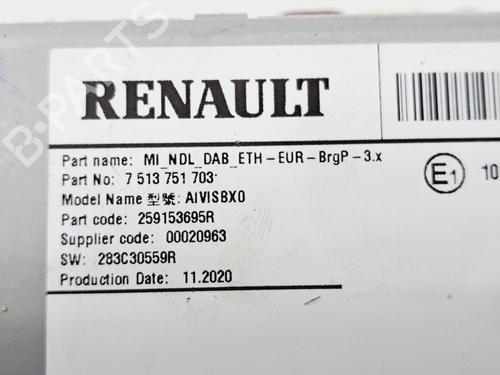 RENAULT
Part name: MI_NDL_DAB_ETH-EUR-BrgP-3.x
Part No: 7 513 751 703
Model Name 型號: AIVISBX0
Part code: 259153695R
Supplier code: 00020963
SW: 283C30559R
Production Date: 11.2020
E1 10
B-PARTS